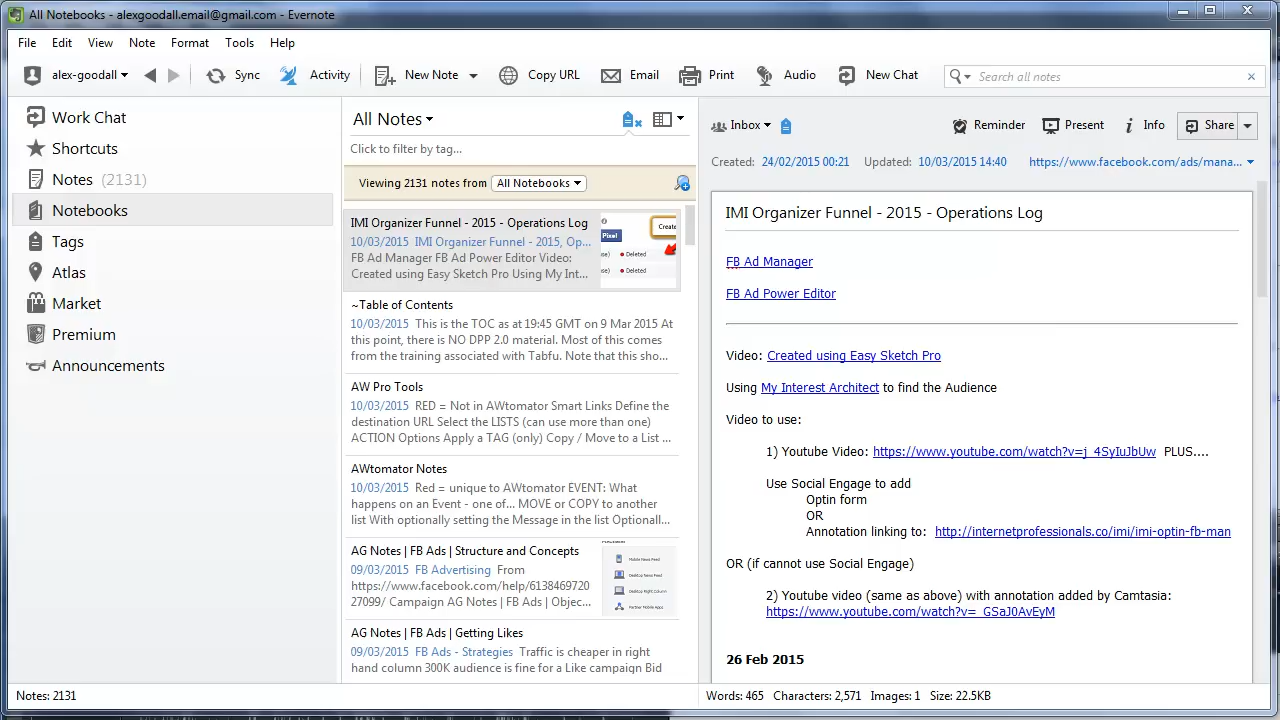 All Notebooks - alexgoodall.email@gmail.com - Evernote
File Edit View Note Format Tools Help
alex-goodall Sync Activity New Note Copy URL Email Print Audio New Chat Search all notes
Work Chat
Shortcuts
Notes (2131)
Notebooks
Tags
Atlas
Market
Premium
Announcements
All Notes
Click to filter by tag...
Viewing 2131 notes from All Notebooks
IMI Organizer Funnel - 2015 - Operations Log
10/03/2015 IMI Organizer Funnel - 2015, Op...
FB Ad Manager FB Ad Power Editor Video:
Created using Easy Sketch Pro Using My Int...
Create
Pixel
Deleted
Deleted
~Table of Contents
10/03/2015 This is the TOC as at 19:45 GMT on 9 Mar 2015 At
this point, there is NO DPP 2.0 material. Most of this comes
from the training associated with Tabfu. Note that this sho...
AW Pro Tools
10/03/2015 RED = Not in AWtomator Smart Links Define the
destination URL Select the LISTS (can use more than one)
ACTION Options Apply a TAG (only) Copy / Move to a List ...
AWtomator Notes
10/03/2015 Red = unique to AWtomator EVENT: What
happens on an Event - one of... MOVE or COPY to another
list With optionally setting the Message in the list Optionall...
AG Notes | FB Ads | Structure and Concepts
09/03/2015 FB Advertising From
https://www.facebook.com/help/6138469720
27099/ Campaign AG Notes | FB Ads | Objec...
Mobile News Feed
Desktop News Feed
Desktop Right Column
Partner Mobile Apps
AG Notes | FB Ads | Getting Likes
09/03/2015 FB Ads - Strategies Traffic is cheaper in right
hand column 300K audience is fine for a Like campaign Bid
Inbox Reminder Present Info Share
Created: 24/02/2015 00:21 Updated: 10/03/2015 14:40 https://www.facebook.com/ads/mana...
IMI Organizer Funnel - 2015 - Operations Log
FB Ad Manager
FB Ad Power Editor
Video: Created using Easy Sketch Pro
Using My Interest Architect to find the Audience
Video to use:
1) Youtube Video: https://www.youtube.com/watch?v=j_4SyIuJbUw PLUS....
Use Social Engage to add
Optin form
OR
Annotation linking to: http://internetprofessionals.co/imi/imi-optin-fb-man
OR (if cannot use Social Engage)
2) Youtube video (same as above) with annotation added by Camtasia:
https://www.youtube.com/watch?v=_GSaJ0AvEyM
26 Feb 2015
Notes: 2131
Words: 465 Characters: 2,571 Images: 1 Size: 22.5KB